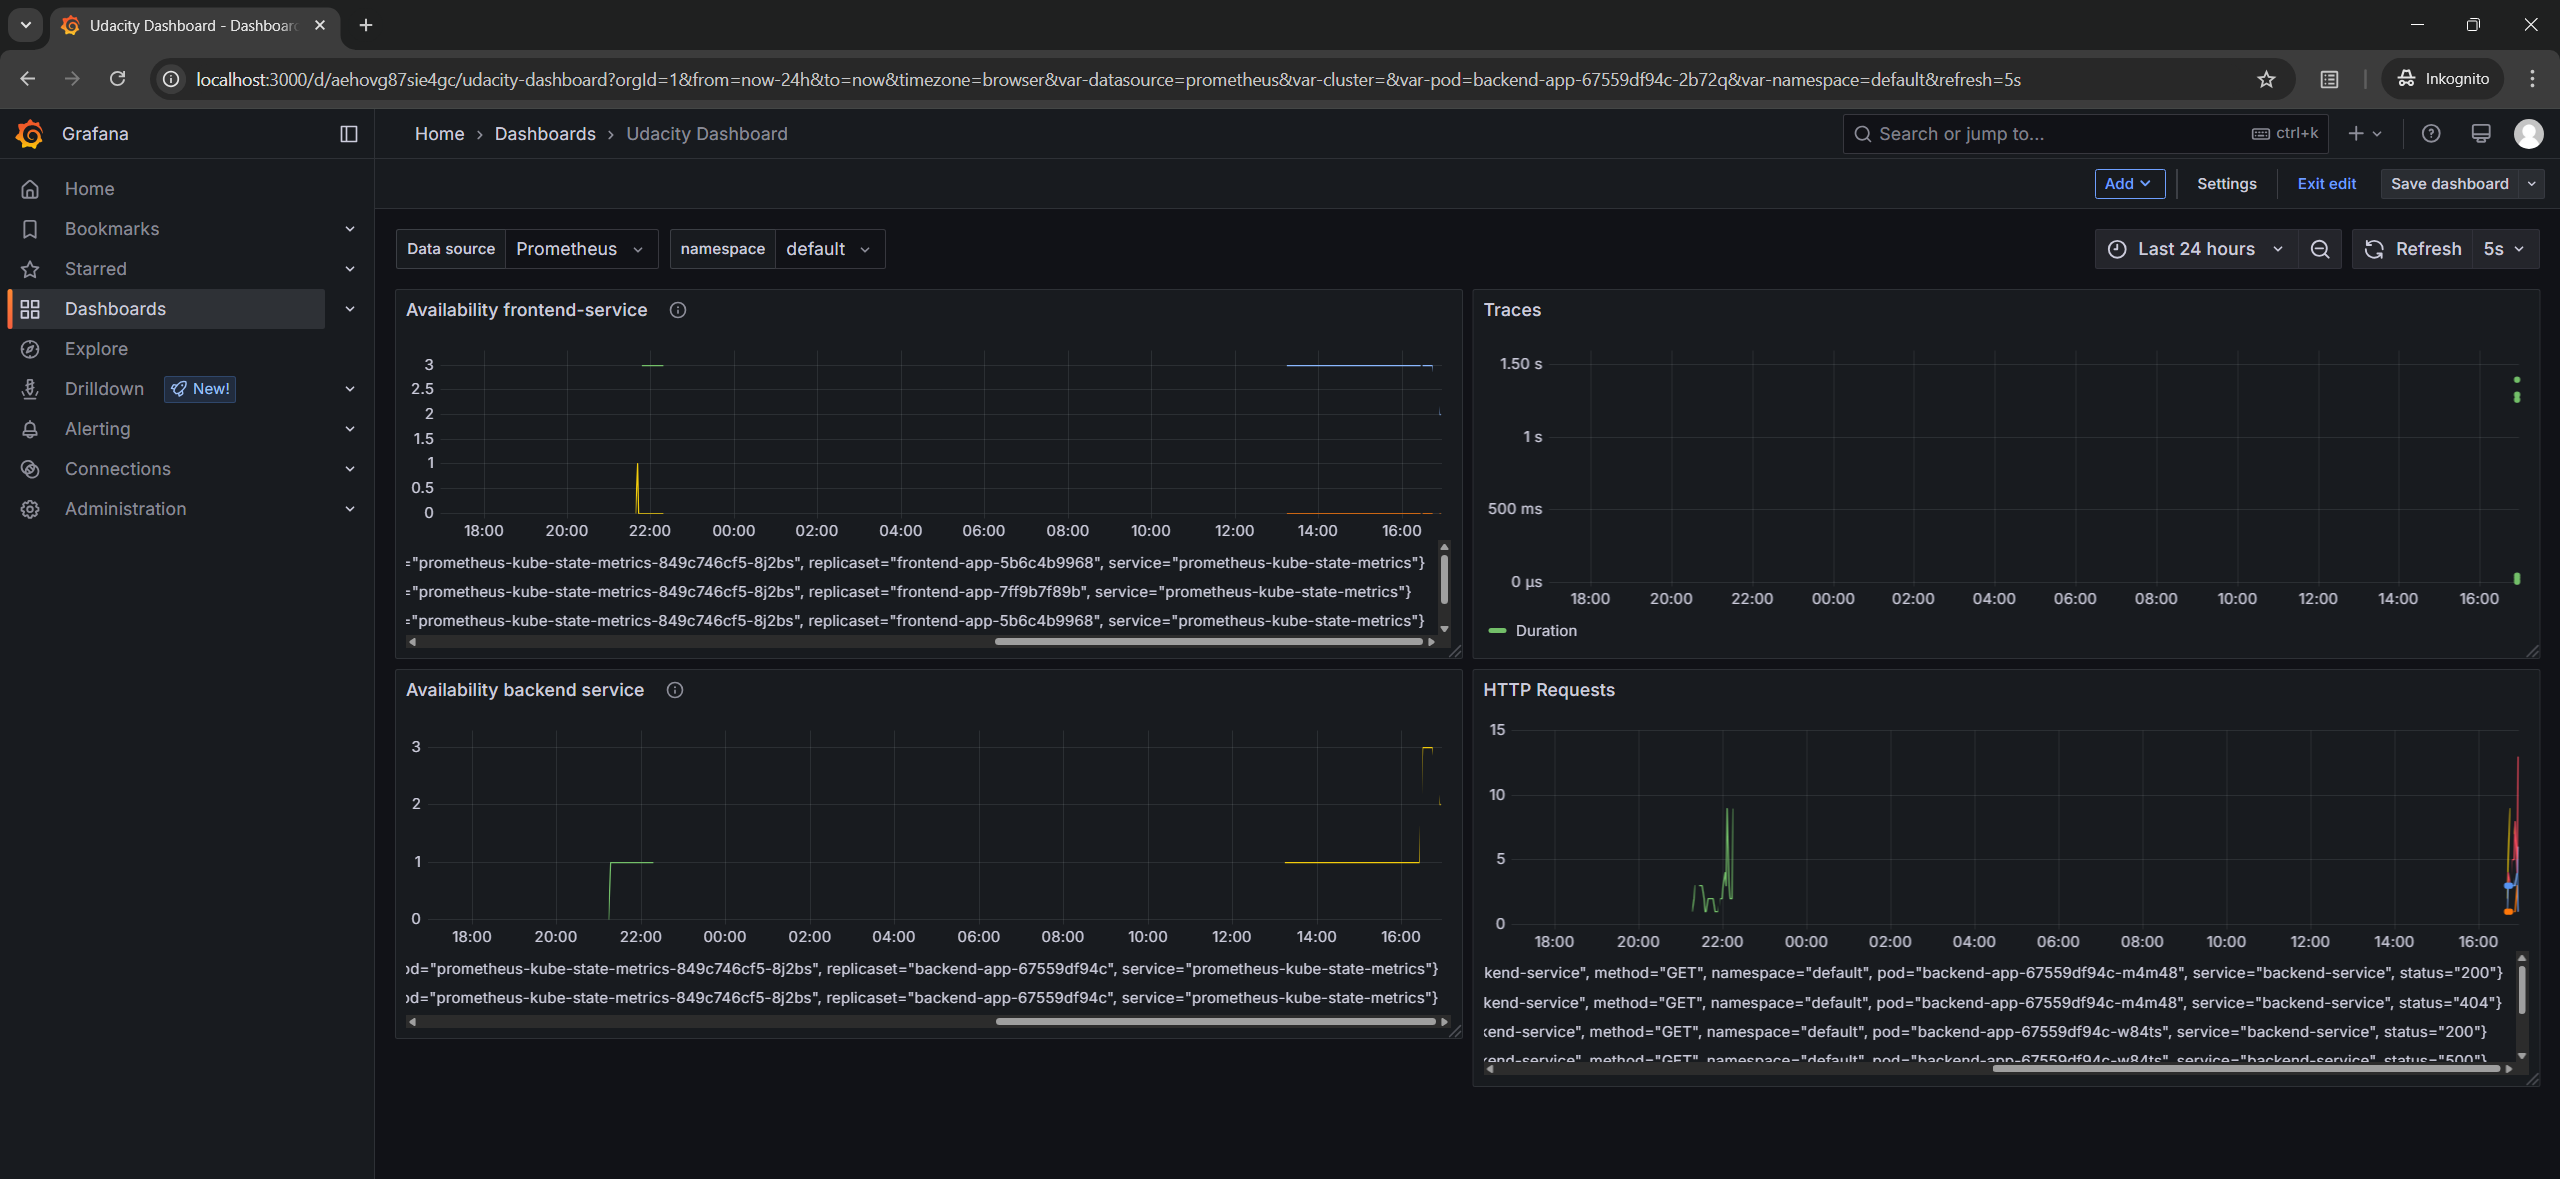 Udacity Dashboard - Dashboar
localhost:3000/d/aehovg87sie4gc/udacity-dashboard?orgId=1&from=now-24h&to=now&timezone=browser&var-datasource=prometheus&var-cluster=&var-pod=backend-app-67559df94c-2b72q&var-namespace=default&refresh=5s
Inkognito
Grafana
Home › Dashboards › Udacity Dashboard
Search or jump to...
ctrl+k
Add
Settings
Exit edit
Save dashboard
Home
Bookmarks
Starred
Dashboards
Explore
Drilldown
New!
Alerting
Connections
Administration
Data source
Prometheus
namespace
default
Last 24 hours
Refresh
5s
Availability frontend-service
3
2.5
2
1.5
1
0.5
0
18:00 20:00 22:00 00:00 02:00 04:00 06:00 08:00 10:00 12:00 14:00 16:00
="prometheus-kube-state-metrics-849c746cf5-8j2bs", replicaset="frontend-app-5b6c4b9968", service="prometheus-kube-state-metrics"}
="prometheus-kube-state-metrics-849c746cf5-8j2bs", replicaset="frontend-app-7ff9b7f89b", service="prometheus-kube-state-metrics"}
="prometheus-kube-state-metrics-849c746cf5-8j2bs", replicaset="frontend-app-5b6c4b9968", service="prometheus-kube-state-metrics"}
Traces
1.50 s
1 s
500 ms
0 µs
18:00 20:00 22:00 00:00 02:00 04:00 06:00 08:00 10:00 12:00 14:00 16:00
Duration
Availability backend service
3
2
1
0
18:00 20:00 22:00 00:00 02:00 04:00 06:00 08:00 10:00 12:00 14:00 16:00
od="prometheus-kube-state-metrics-849c746cf5-8j2bs", replicaset="backend-app-67559df94c", service="prometheus-kube-state-metrics"}
od="prometheus-kube-state-metrics-849c746cf5-8j2bs", replicaset="backend-app-67559df94c", service="prometheus-kube-state-metrics"}
HTTP Requests
15
10
5
0
18:00 20:00 22:00 00:00 02:00 04:00 06:00 08:00 10:00 12:00 14:00 16:00
kend-service", method="GET", namespace="default", pod="backend-app-67559df94c-m4m48", service="backend-service", status="200"}
kend-service", method="GET", namespace="default", pod="backend-app-67559df94c-m4m48", service="backend-service", status="404"}
kend-service", method="GET", namespace="default", pod="backend-app-67559df94c-w84ts", service="backend-service", status="200"}
kend-service", method="GET", namespace="default", pod="backend-app-67559df94c-w84ts", service="backend-service", status="500"}